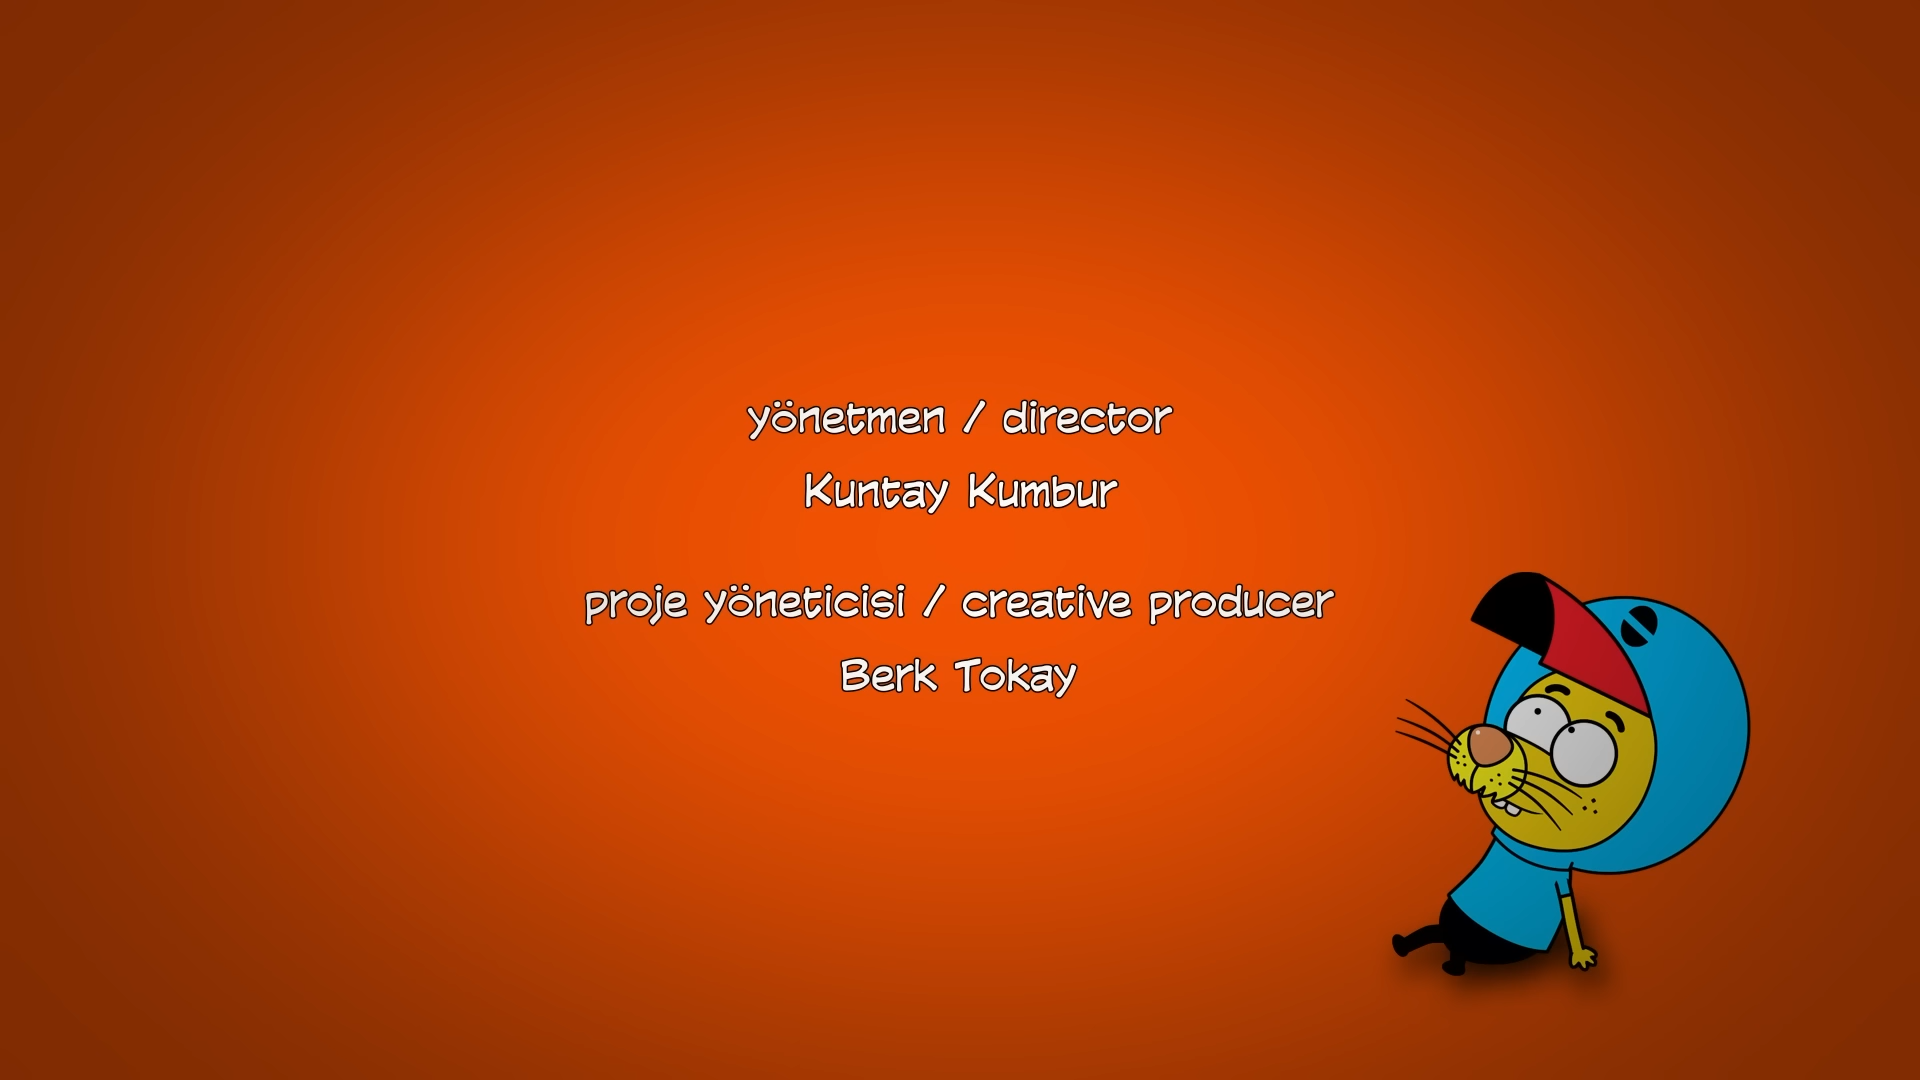 yönetmen / director
Kuntay Kumbur
proje yöneticisi / creative producer
Berk Tokay